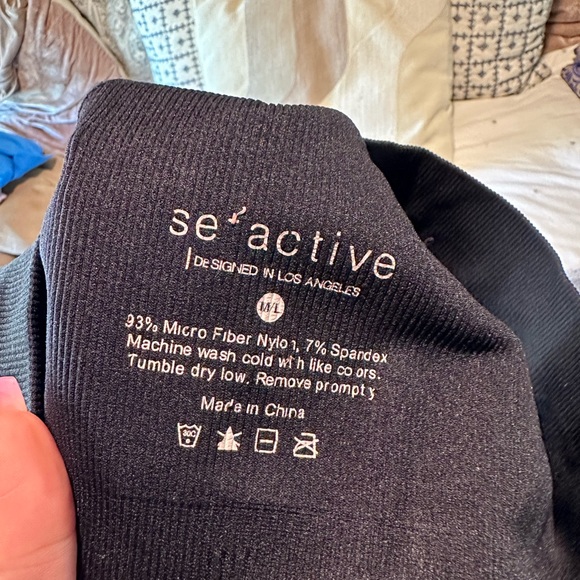 se active
DESIGNED IN LOS ANGELES
M/L
93% Micro Fiber Nylon, 7% Spandex
Machine wash cold with like colors.
Tumble dry low. Remove promptly
Made in China
30C